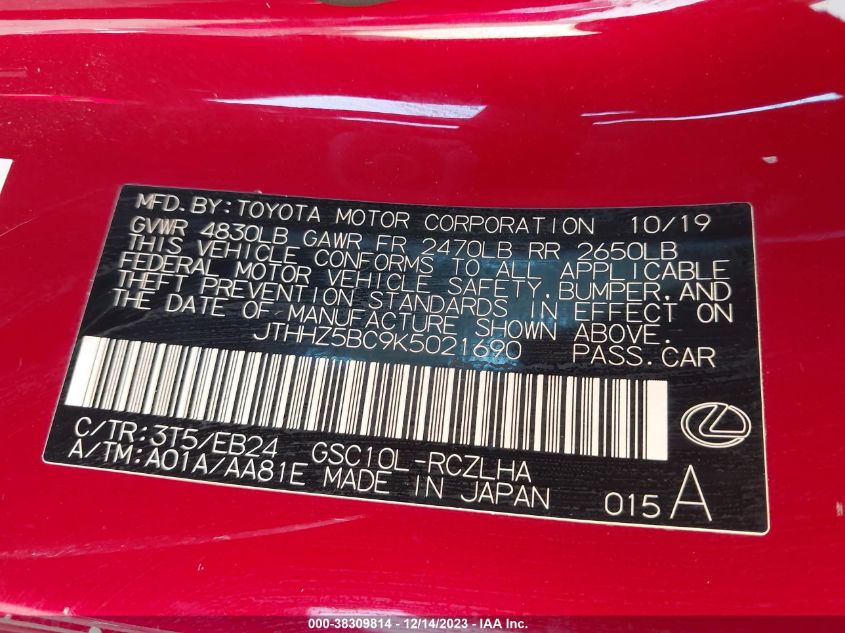 MFD.BY:TOYOTA MOTOR CORPORATION 10/19
GVWR 4830LB GAWR FR 2470LB RR 2650LB
THIS VEHICLE CONFORMS TO ALL APPLICABLE
FEDERAL MOTOR VEHICLE SAFETY,BUMPER,AND
THEFT PREVENTION STANDARDS IN EFFECT ON
THE DATE OF MANUFACTURE SHOWN ABOVE.
JTHHZ5BC9K5021690 PASS.CAR
C/TR:3T5/EB24 GSC10L-RCZLHA
A/TM:A01A/AA81E MADE IN JAPAN 015 A
000-38309814 - 12/14/2023 - IAA Inc.